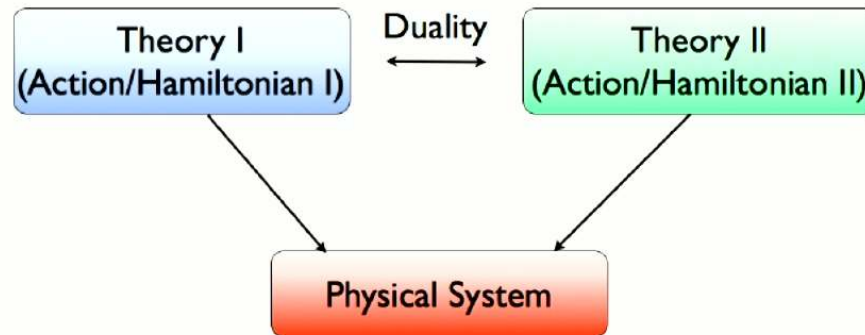 Theory I
(Action/Hamiltonian I)
Duality
Theory II
(Action/Hamiltonian II)
Physical System